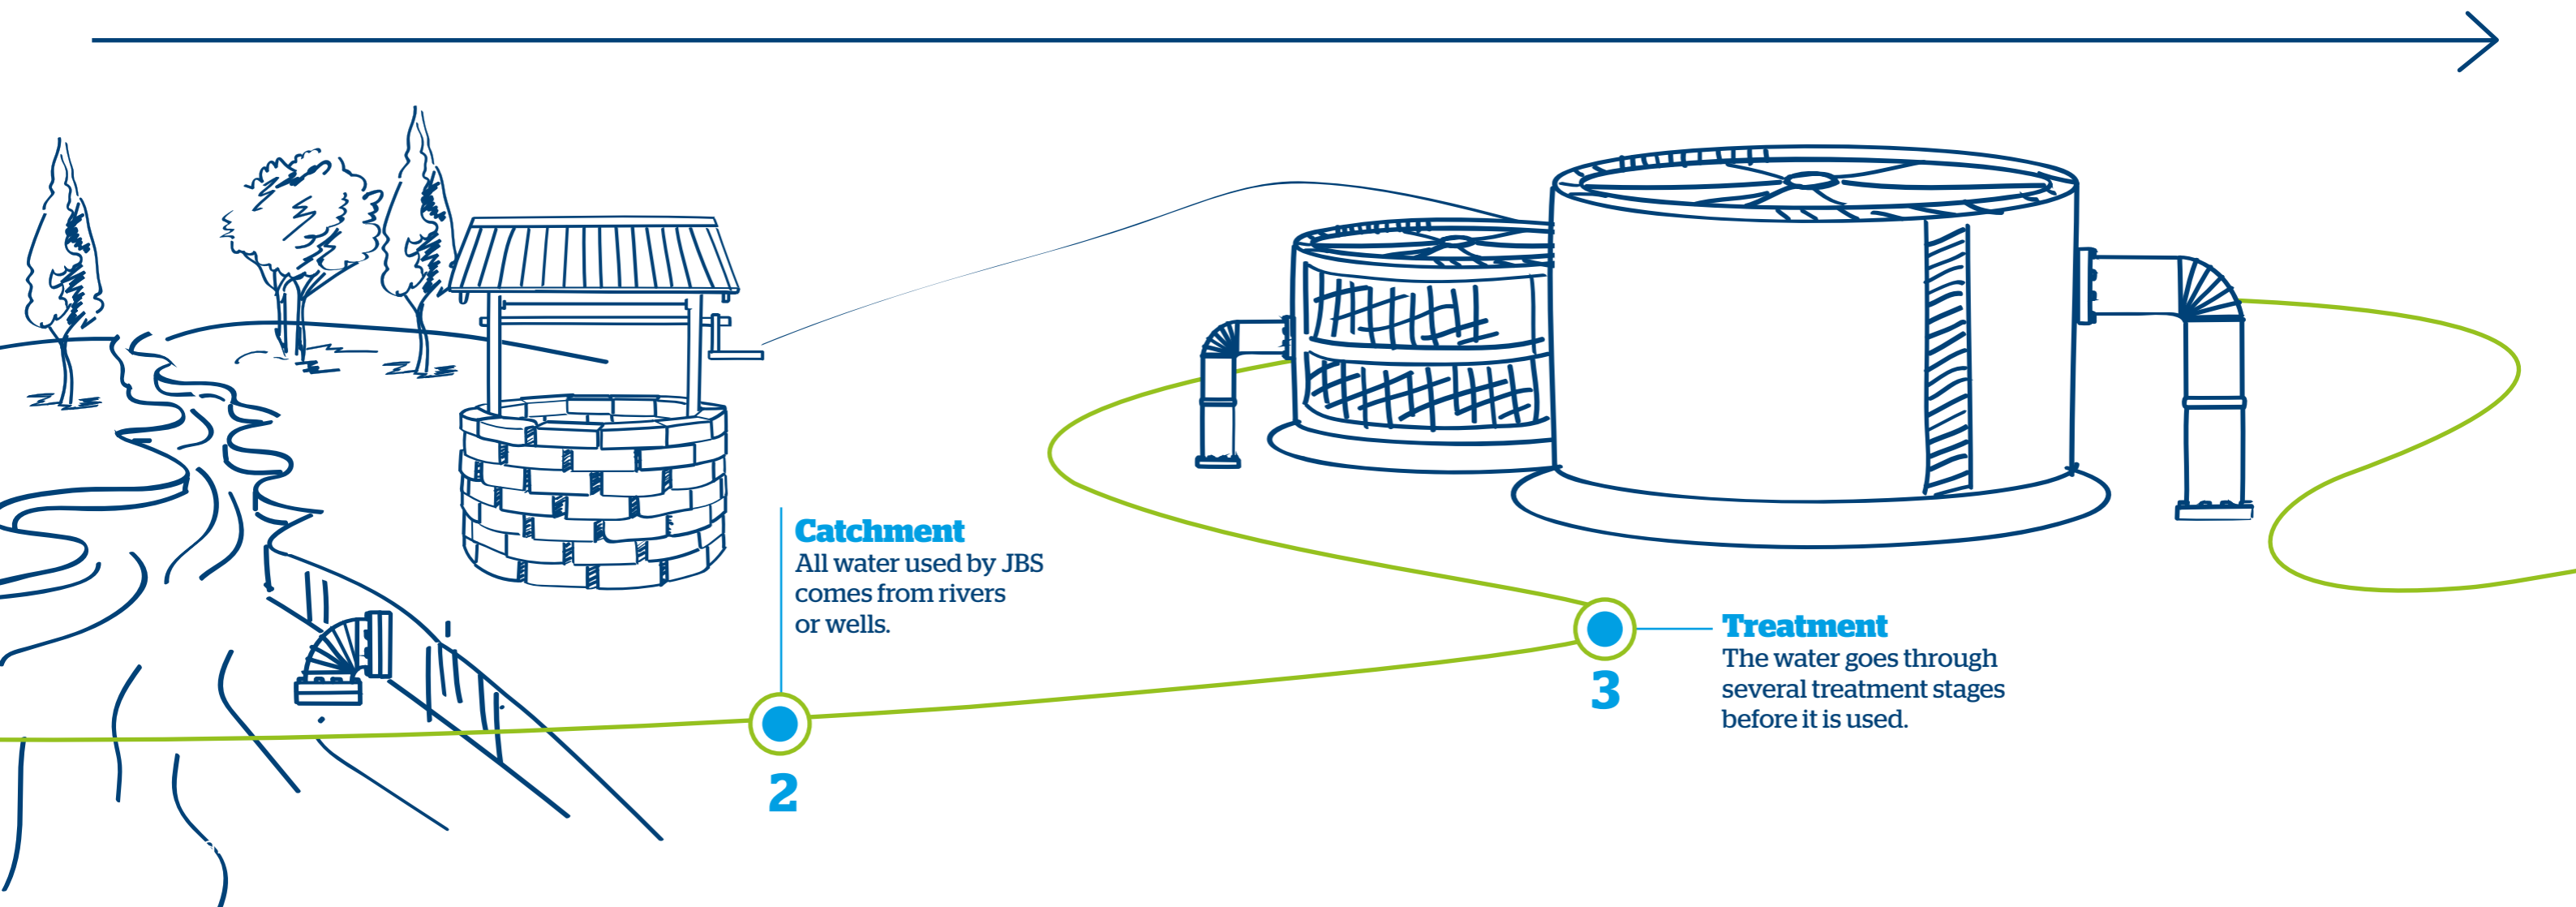 Catchment
All water used by JBS
comes from rivers
or wells.
2
3
Treatment
The water goes through
several treatment stages
before it is used.